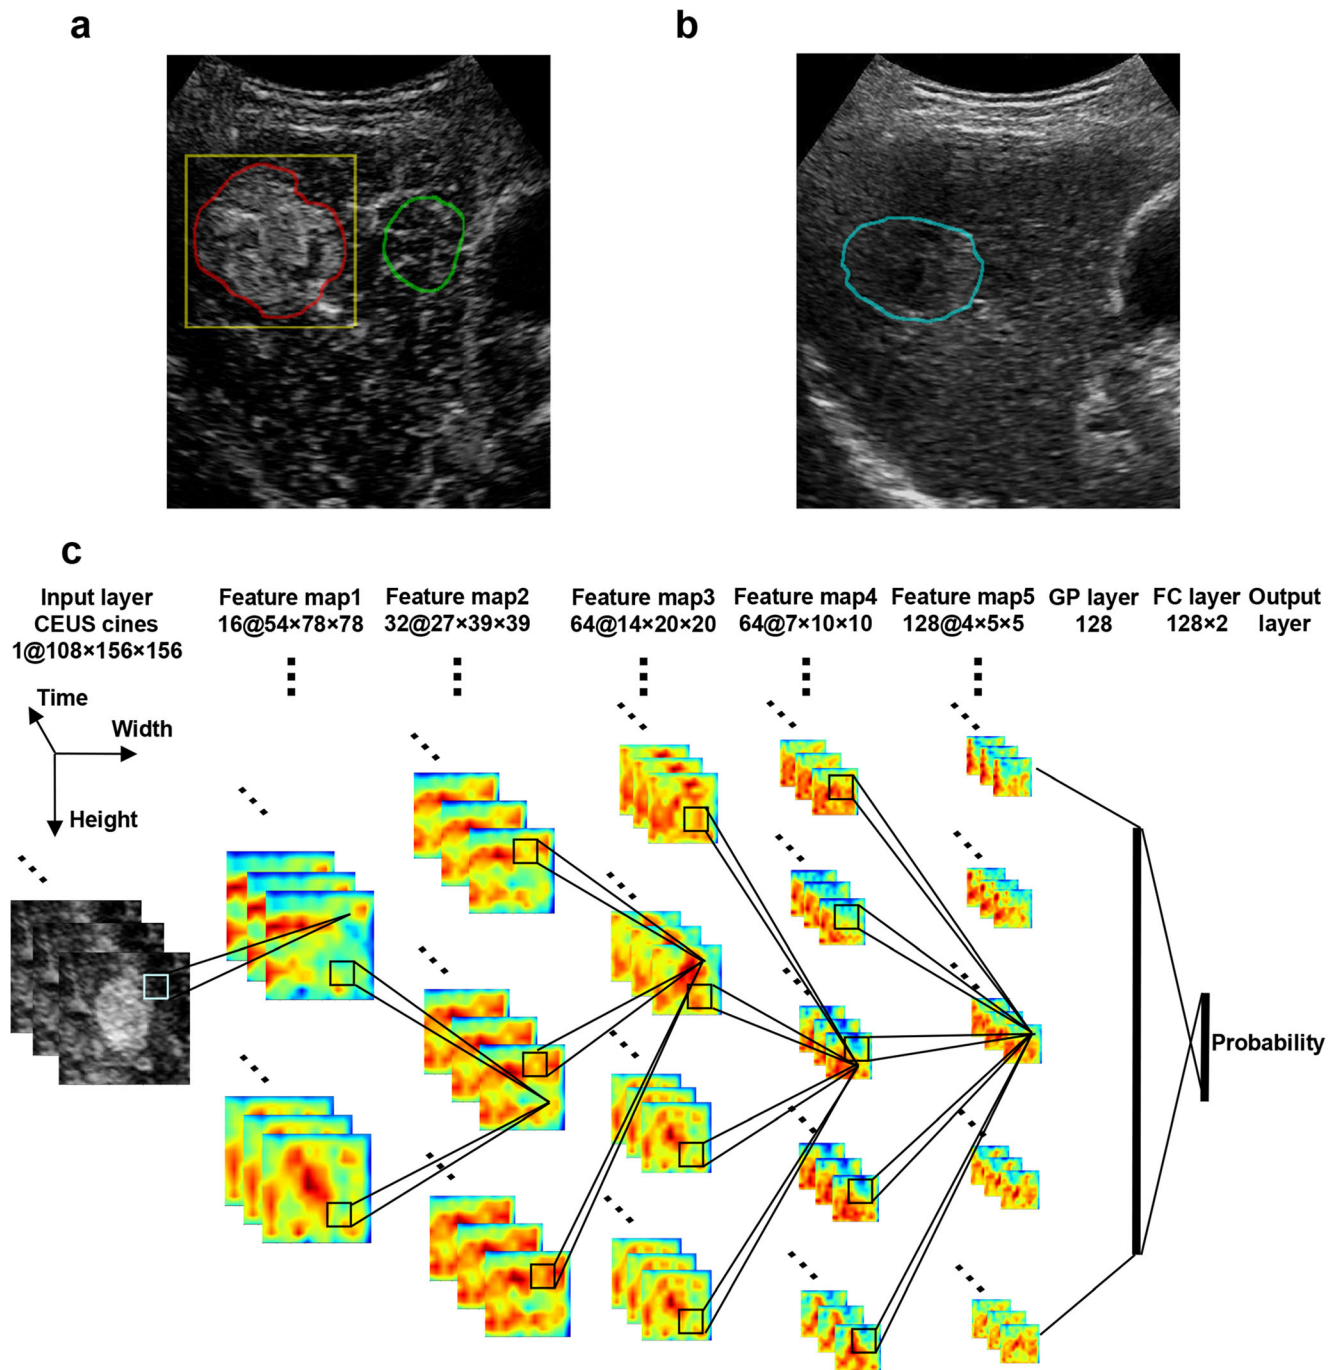 a
b
c
Input layer
CEUS cines
1@108×156×156
Feature map1
16@54×78×78
Feature map2
32@27×39×39
Feature map3
64@14×20×20
Feature map4
64@7×10×10
Feature map5
128@4×5×5
GP layer
128
FC layer
128×2
Output
layer
Time
Width
Height
Probability